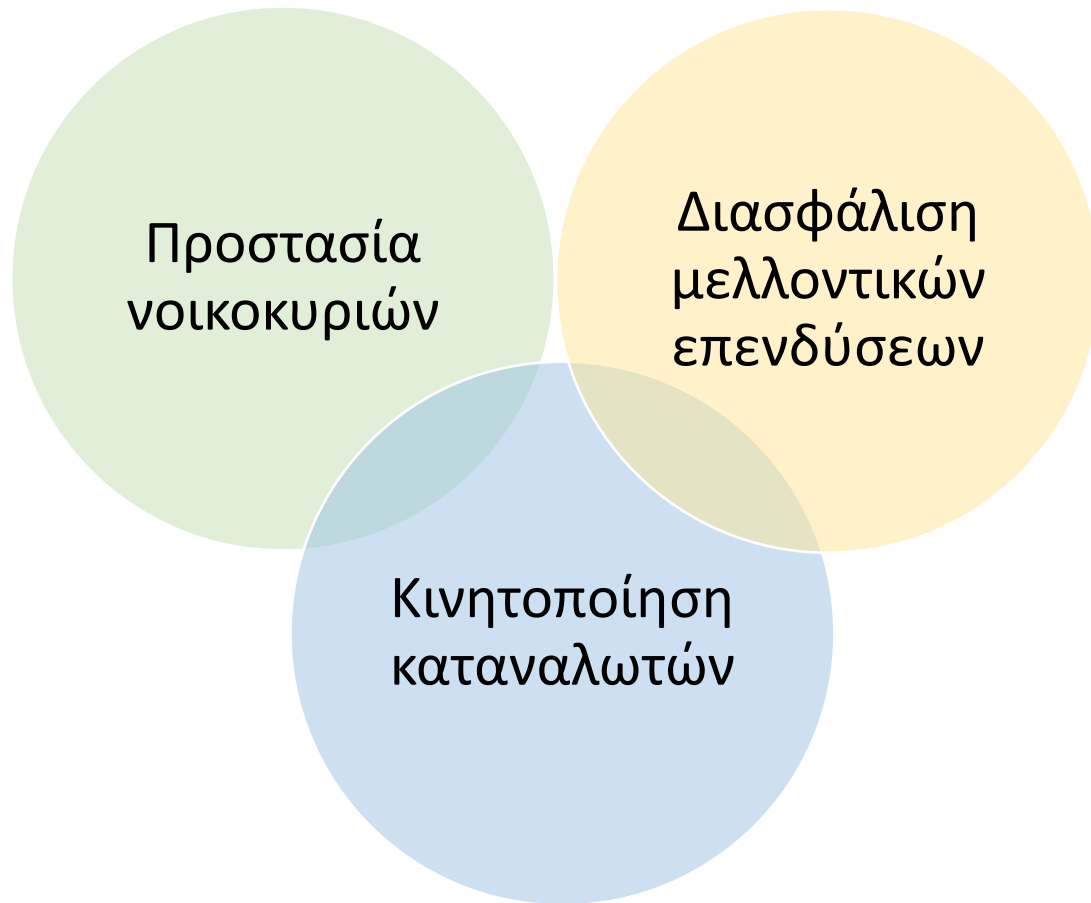 Προστασία
νοικοκυριών
Διασφάλιση
μελλοντικών
επενδύσεων
Κινητοποίηση
καταναλωτών